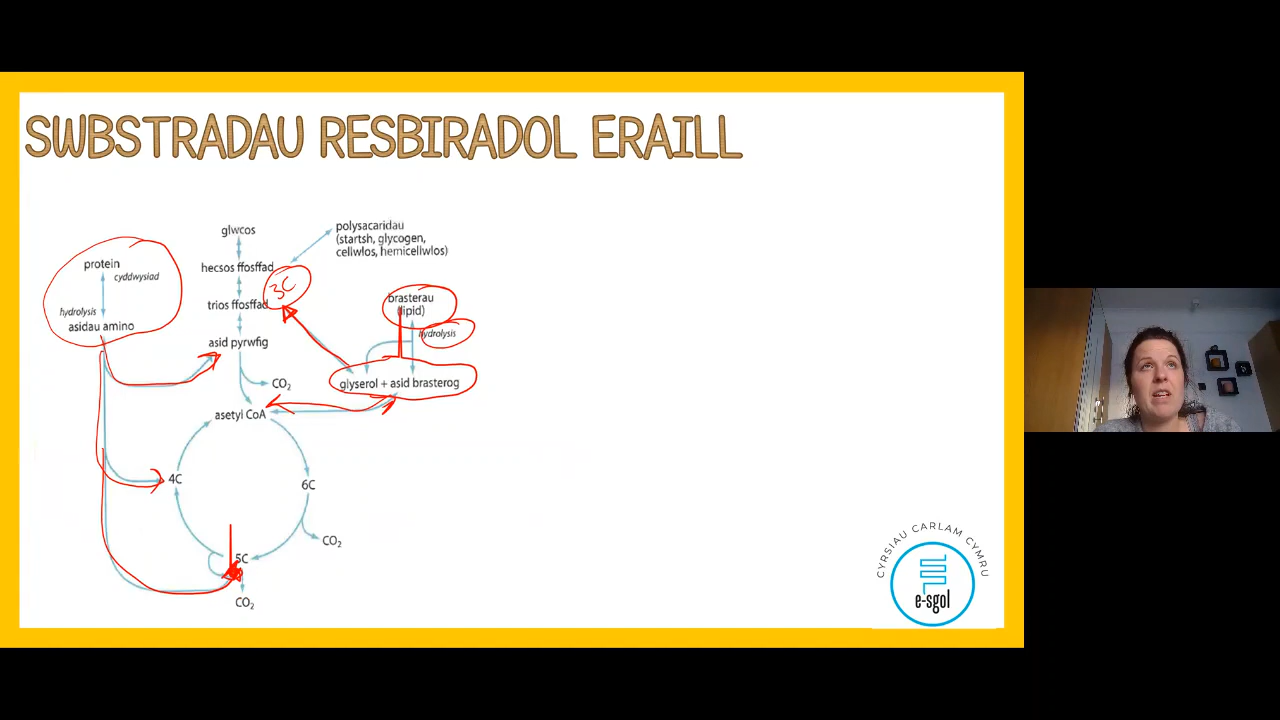 SWBSTRADAU RESBIRADOL ERAILL
glwcos
polysacaridau
(startsh, glycogen,
cellwlos, hemicellwlos)
protein
cyddwysiad
hecsos ffosffad
3C
trios ffosffad
brasterau
(lipid)
hydrolysis
asidau amino
hydrolysis
asid pyrwfig
CO2
glyserol + asid brasterog
asetyl CoA
4C
6C
CO2
5C
CO2
CYRSIAU CARLAM CYMRU
e-sgol